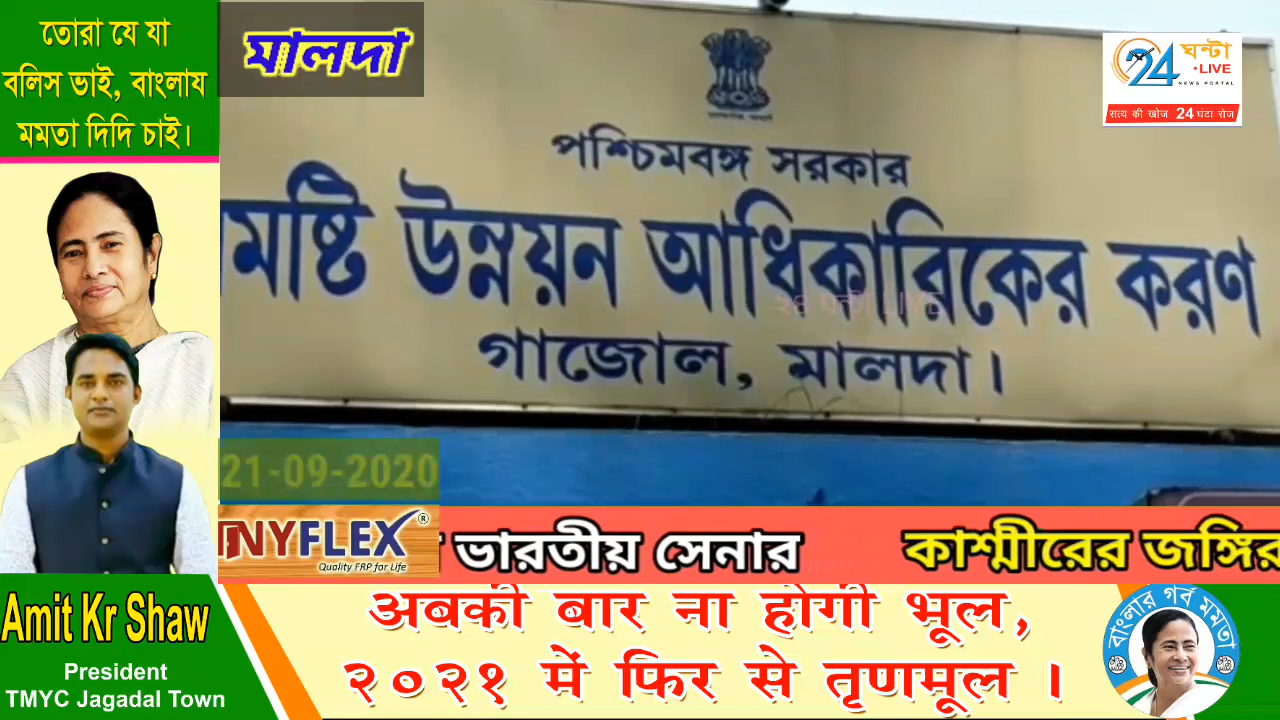 তোরা যে যা
বলিস ভাই, বাংলায
মমতা দিদি চাই।
মালদা
24 ঘন্টা
LIVE
NEWS PORTAL
सत्य की खोज 24 घंटा रोज
পশ্চিমবঙ্গ সরকার
মষ্টি উন্নয়ন আধিকারিকের করণ
গাজোল, মালদা।
21-09-2020
NYFLEX®
Quality FRP for Life
ভারতীয় সেনার কাশ্মীরের জঙ্গির
Amit Kr Shaw
President
TMYC Jagadal Town
अबकी बार ना होगी भूल,
२०२१ में फिर से तृणमूल ।
বাংলার গর্ব মমতা